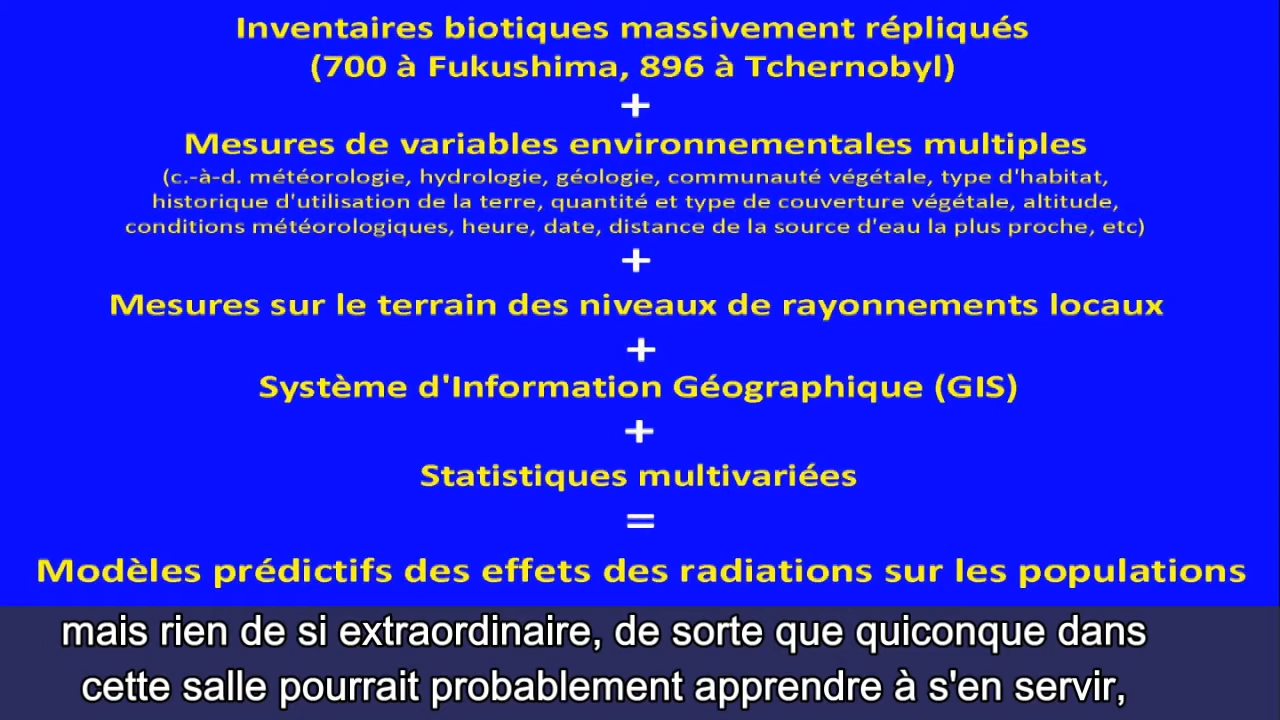 Inventaires biotiques massivement répliqués
(700 à Fukushima, 896 à Tchernobyl)
+
Mesures de variables environnementales multiples
(c.-à-d. météorologie, hydrologie, géologie, communauté végétale, type d'habitat,
historique d'utilisation de la terre, quantité et type de couverture végétale, altitude,
conditions météorologiques, heure, date, distance de la source d'eau la plus proche, etc)
+
Mesures sur le terrain des niveaux de rayonnements locaux
+
Système d'Information Géographique (GIS)
+
Statistiques multivariées
=
Modèles prédictifs des effets des radiations sur les populations
mais rien de si extraordinaire, de sorte que quiconque dans
cette salle pourrait probablement apprendre à s'en servir,